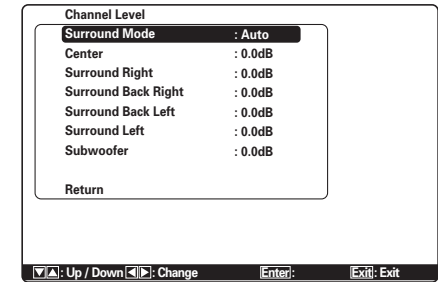 Channel Level
Surround Mode : Auto
Center : 0.0dB
Surround Right : 0.0dB
Surround Back Right : 0.0dB
Surround Back Left : 0.0dB
Surround Left : 0.0dB
Subwoofer : 0.0dB
Return
▼▲: Up / Down ◀▶: Change Enter: Exit: Exit